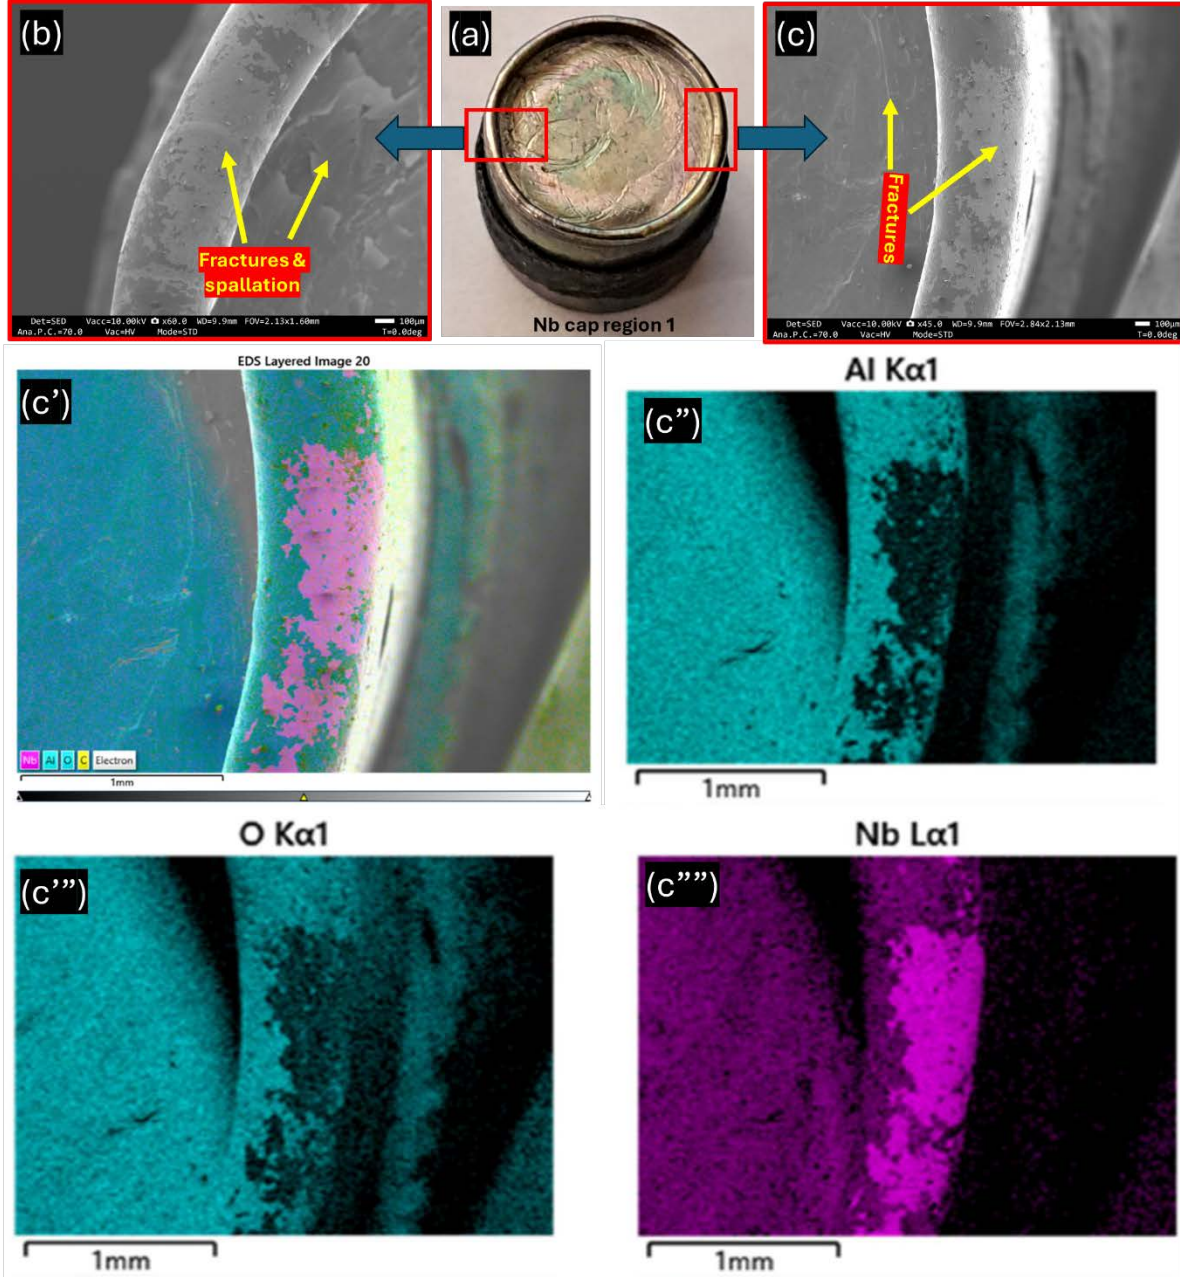 (b)
(a)
(c)
Fractures &
spallation
Fractures
Nb cap region 1
Det=SED Vacc=10.00kV x60.0 WD=9.9mm FOV=2.13x1.60mm 100μm
Ana.P.C.=70.0 Vac=HV Mode=STD T=0.0deg
Det=SED Vacc=10.00kV x45.0 WD=9.9mm FOV=2.84x2.13mm 100μm
Ana.P.C.=70.0 Vac=HV Mode=STD T=0.0deg
EDS Layered Image 20
(c')
Nb Al O C Electron
1mm
Al Kα1
(c”)
1mm
O Kα1
(c’”)
1mm
Nb Lα1
(c””)
1mm